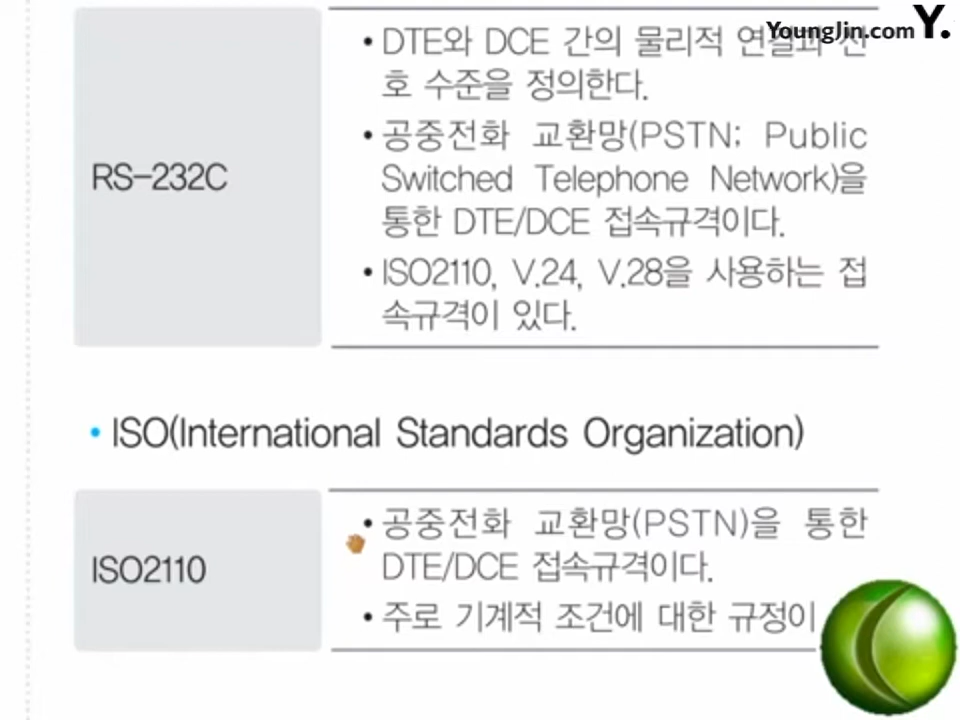 YoungJin.com Y.
• DTE와 DCE 간의 물리적 연결과 신
호 수준을 정의한다.
• 공중전화 교환망(PSTN; Public
Switched Telephone Network)을
통한 DTE/DCE 접속규격이다.
RS-232C
• ISO2110, V.24, V.28을 사용하는 접
속규격이 있다.
• ISO(International Standards Organization)
• 공중전화 교환망(PSTN)을 통한
DTE/DCE 접속규격이다.
ISO2110
• 주로 기계적 조건에 대한 규정이